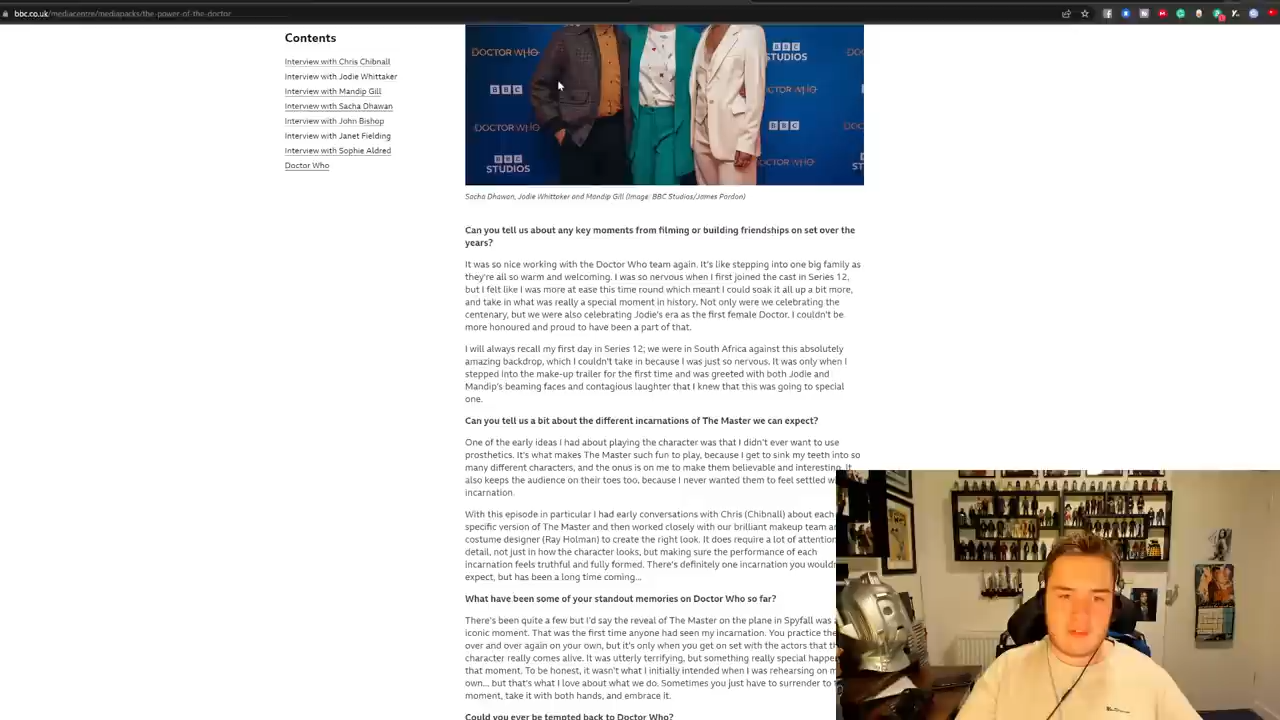 bbc.co.uk/mediacentre/mediapacks/the-power-of-the-doctor
Contents
Interview with Chris Chibnall
Interview with Jodie Whittaker
Interview with Mandip Gill
Interview with Sacha Dhawan
Interview with John Bishop
Interview with Janet Fielding
Interview with Sophie Aldred
Doctor Who
DOCTOR WHO
BBC
STUDIOS
BBC
DOCTOR WHO
BBC
DOCTOR WHO
BBC
STUDIOS
DOCTOR WHO
Sacha Dhawan, Jodie Whittaker and Mandip Gill (Image: BBC Studios/James Pardon)
Can you tell us about any key moments from filming or building friendships on set over the
years?
It was so nice working with the Doctor Who team again. It's like stepping into one big family as
they're all so warm and welcoming. I was so nervous when I first joined the cast in Series 12,
but I felt like I was more at ease this time round which meant I could soak it all up a bit more,
and take in what was really a special moment in history. Not only were we celebrating the
centenary, but we were also celebrating Jodie's era as the first female Doctor. I couldn't be
more honoured and proud to have been a part of that.
I will always recall my first day in Series 12; we were in South Africa against this absolutely
amazing backdrop, which I couldn't take in because I was just so nervous. It was only when I
stepped into the make-up trailer for the first time and was greeted with both Jodie and
Mandip's beaming faces and contagious laughter that I knew that this was going to special
one.
Can you tell us a bit about the different incarnations of The Master we can expect?
One of the early ideas I had about playing the character was that I didn't ever want to use
prosthetics. It's what makes The Master such fun to play, because I get to sink my teeth into so
many different characters, and the onus is on me to make them believable and interesting. It
also keeps the audience on their toes too, because I never wanted them to feel settled
incarnation.
With this episode in particular I had early conversations with Chris (Chibnall) about each
specific version of The Master and then worked closely with our brilliant makeup team
costume designer (Ray Holman) to create the right look. It does require a lot of attention
detail, not just in how the character looks, but making sure the performance of each
incarnation feels truthful and fully formed. There's definitely one incarnation you
expect, but has been a long time coming...
What have been some of your standout memories on Doctor Who so far?
There's been quite a few but I'd say the reveal of The Master on the plane in Spyfall was
iconic moment. That was the first time anyone had seen my incarnation. You practice
over and over again on your own, but it's only when you get on set with the actors that
character really comes alive. It was utterly terrifying, but something really special
that moment. To be honest, it wasn't what I initially intended when I was rehearsing on
own... but that's what I love about what we do. Sometimes you just have to surrender to
moment, take it with both hands, and embrace it.
Could you ever be tempted back to Doctor Who?